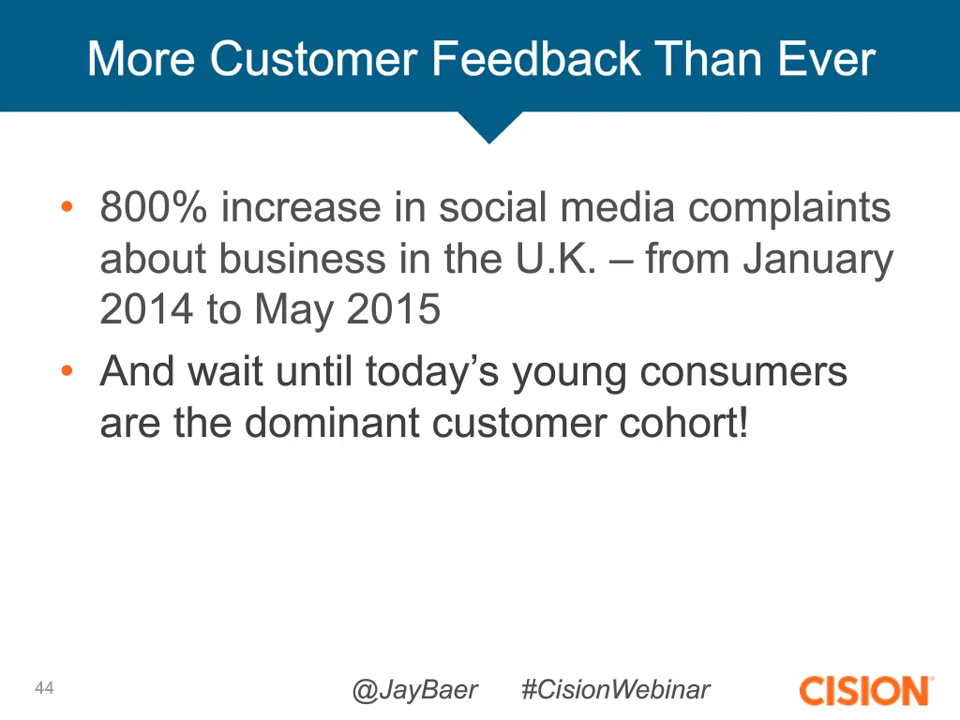 More Customer Feedback Than Ever
• 800% increase in social media complaints
about business in the U.K. – from January
2014 to May 2015
• And wait until today’s young consumers
are the dominant customer cohort!
44
@JayBaer #CisionWebinar
CISION®